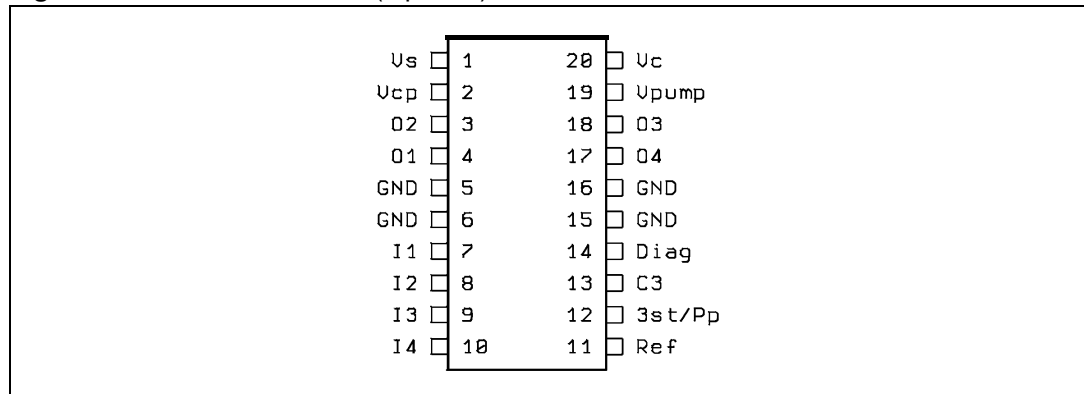 Vs 1 20 Vc
Vcp 2 19 Vpump
O2 3 18 O3
O1 4 17 O4
GND 5 16 GND
GND 6 15 GND
I1 7 14 Diag
I2 8 13 C3
I3 9 12 3st/Pp
I4 10 11 Ref